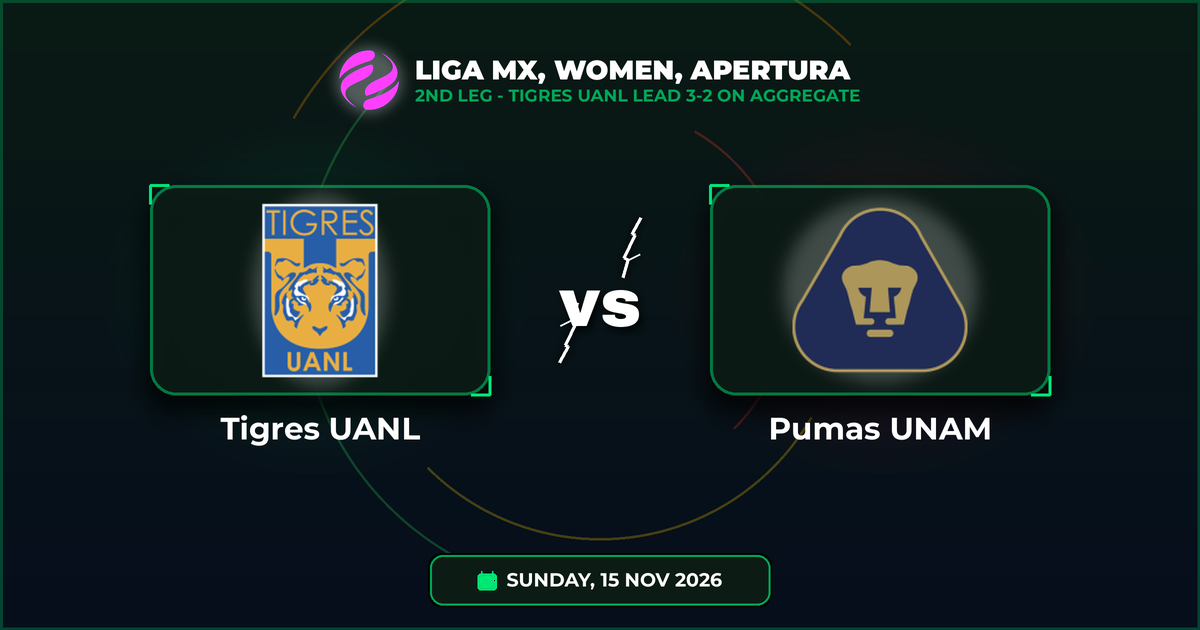 LIGA MX, WOMEN, APERTURA
2ND LEG - TIGRES UANL LEAD 3-2 ON AGGREGATE
TIGRES
UANL
VS
Tigres UANL
Pumas UNAM
SUNDAY, 15 NOV 2026